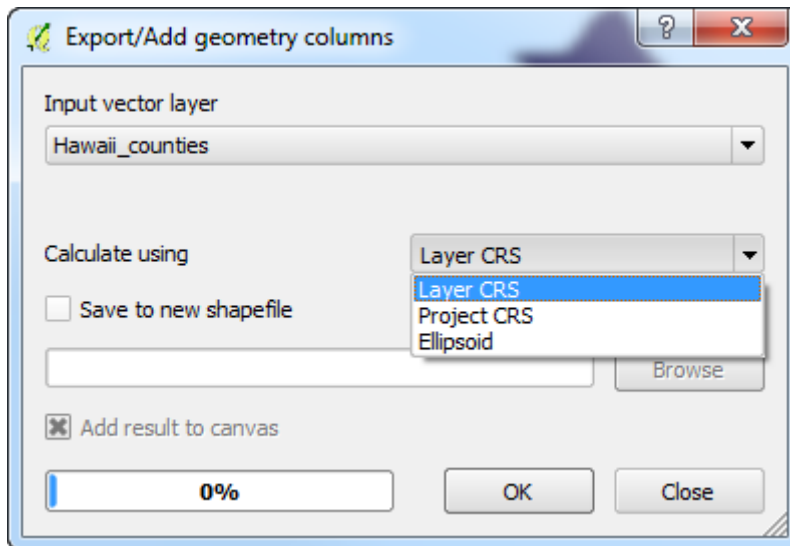 Export/Add geometry columns
Input vector layer
Hawaii_counties
Calculate using
Layer CRS
Layer CRS
Project CRS
Ellipsoid
Save to new shapefile
Browse
Add result to canvas
0%
OK
Close